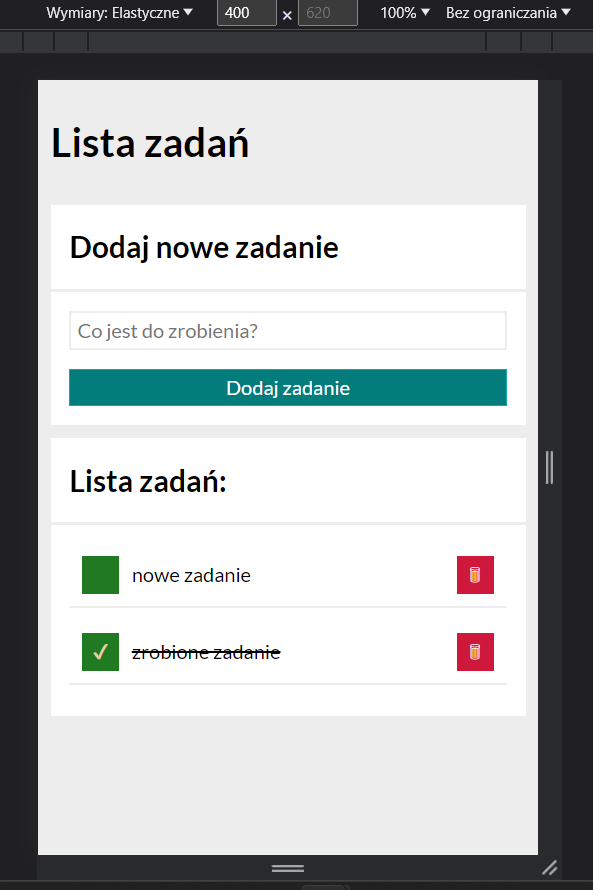 Wymiary: Elastyczne 400 × 620 100% Bez ograniczania
Lista zadań
Dodaj nowe zadanie
Co jest do zrobienia?
Dodaj zadanie
Lista zadań:
nowe zadanie
zrobione zadanie